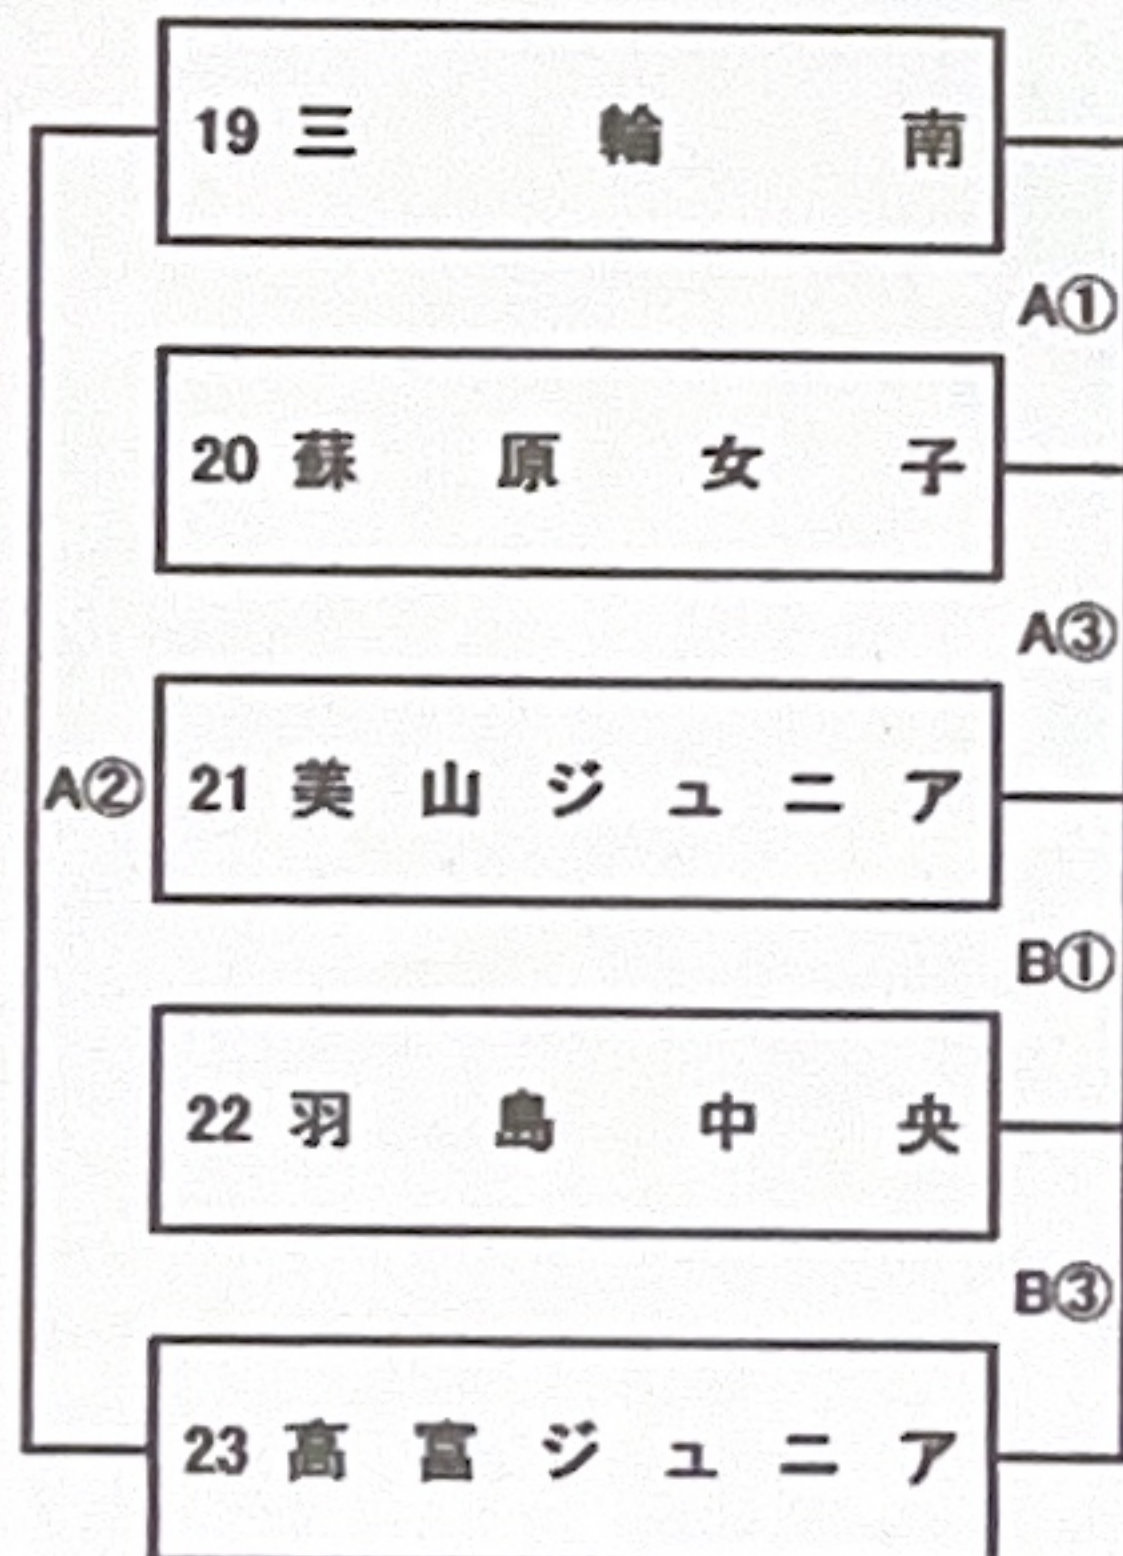 19 三輪南
A①
20 蘇原女子
A③
A② 21 美山ジュニア
B①
22 羽島中央
B③
23 高富ジュニア